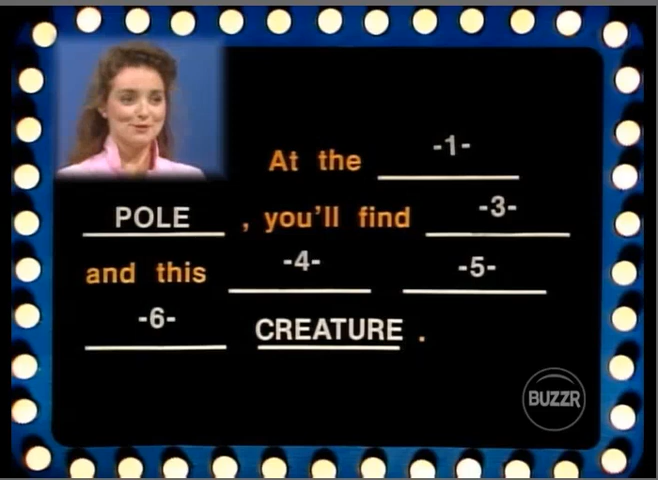 At the -1-
POLE , you'll find -3-
and this -4- -5-
-6- CREATURE .
BUZZR